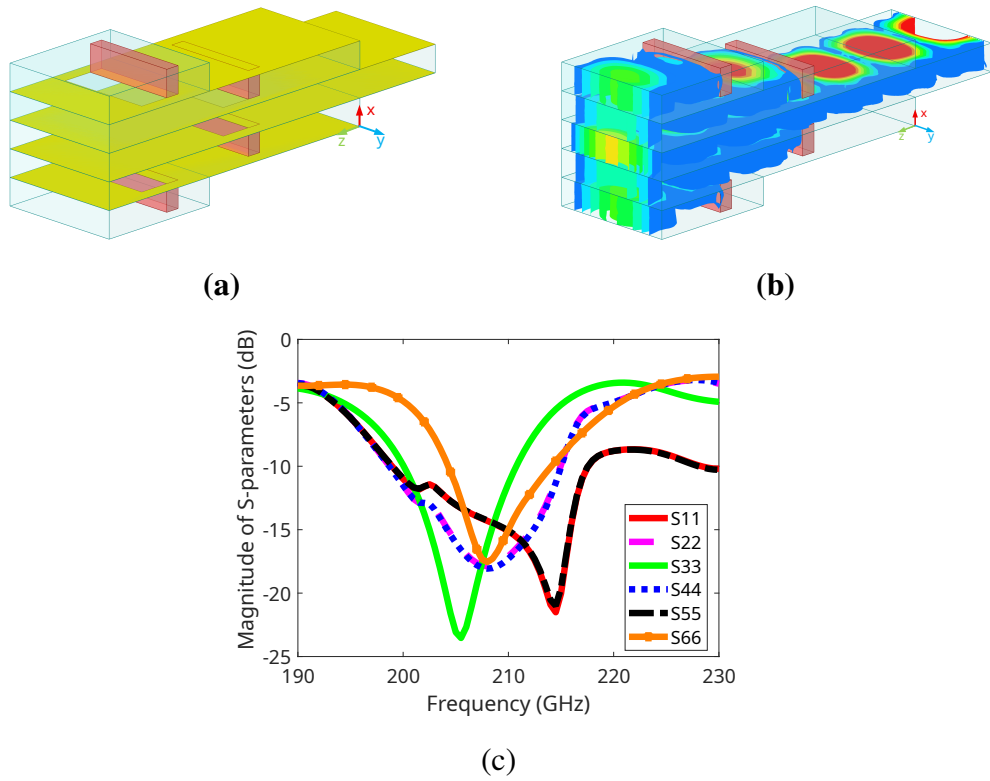 x
z
y
x
z
y
(a)
(b)
Magnitude of S-parameters (dB)
0
-5
-10
-15
-20
-25
190
200
210
220
230
Frequency (GHz)
S11
S22
S33
S44
S55
S66
(c)